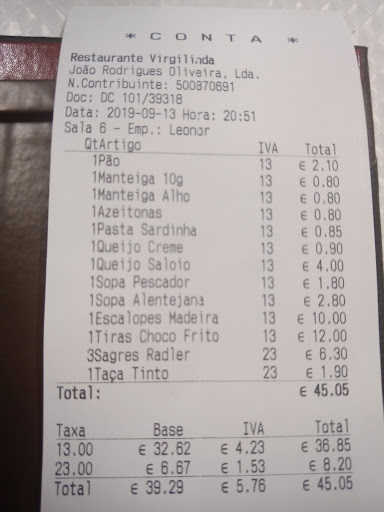 * C O N T A *
Restaurante Virgilinda
João Rodrigues Oliveira, Lda.
N.Contribuinte: 500870691
Doc: DC 101/39318
Data: 2019-09-13 Hora: 20:51
Sala 6 - Emp.: Leonor
QtArtigo IVA Total
1Pão 13 € 2.10
1Manteiga 10g 13 € 0.80
1Manteiga Alho 13 € 0.80
1Azeitonas 13 € 0.80
1Pasta Sardinha 13 € 0.85
1Queijo Creme 13 € 0.90
1Queijo Saloio 13 € 4.00
1Sopa Pescador 13 € 1.80
1Sopa Alentejana 13 € 2.80
1Escalopes Madeira 13 € 10.00
1Tiras Choco Frito 13 € 12.00
3Sagres Radler 23 € 6.30
1Taça Tinto 23 € 1.90
Total: € 45.05
Taxa Base IVA Total
13.00 € 32.62 € 4.23 € 36.85
23.00 € 6.67 € 1.53 € 8.20
Total € 39.29 € 5.76 € 45.05